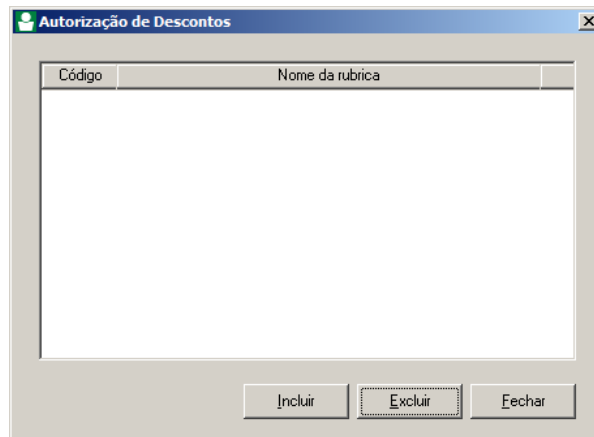 Autorização de Descontos
Código Nome da rubrica
Incluir Excluir Fechar